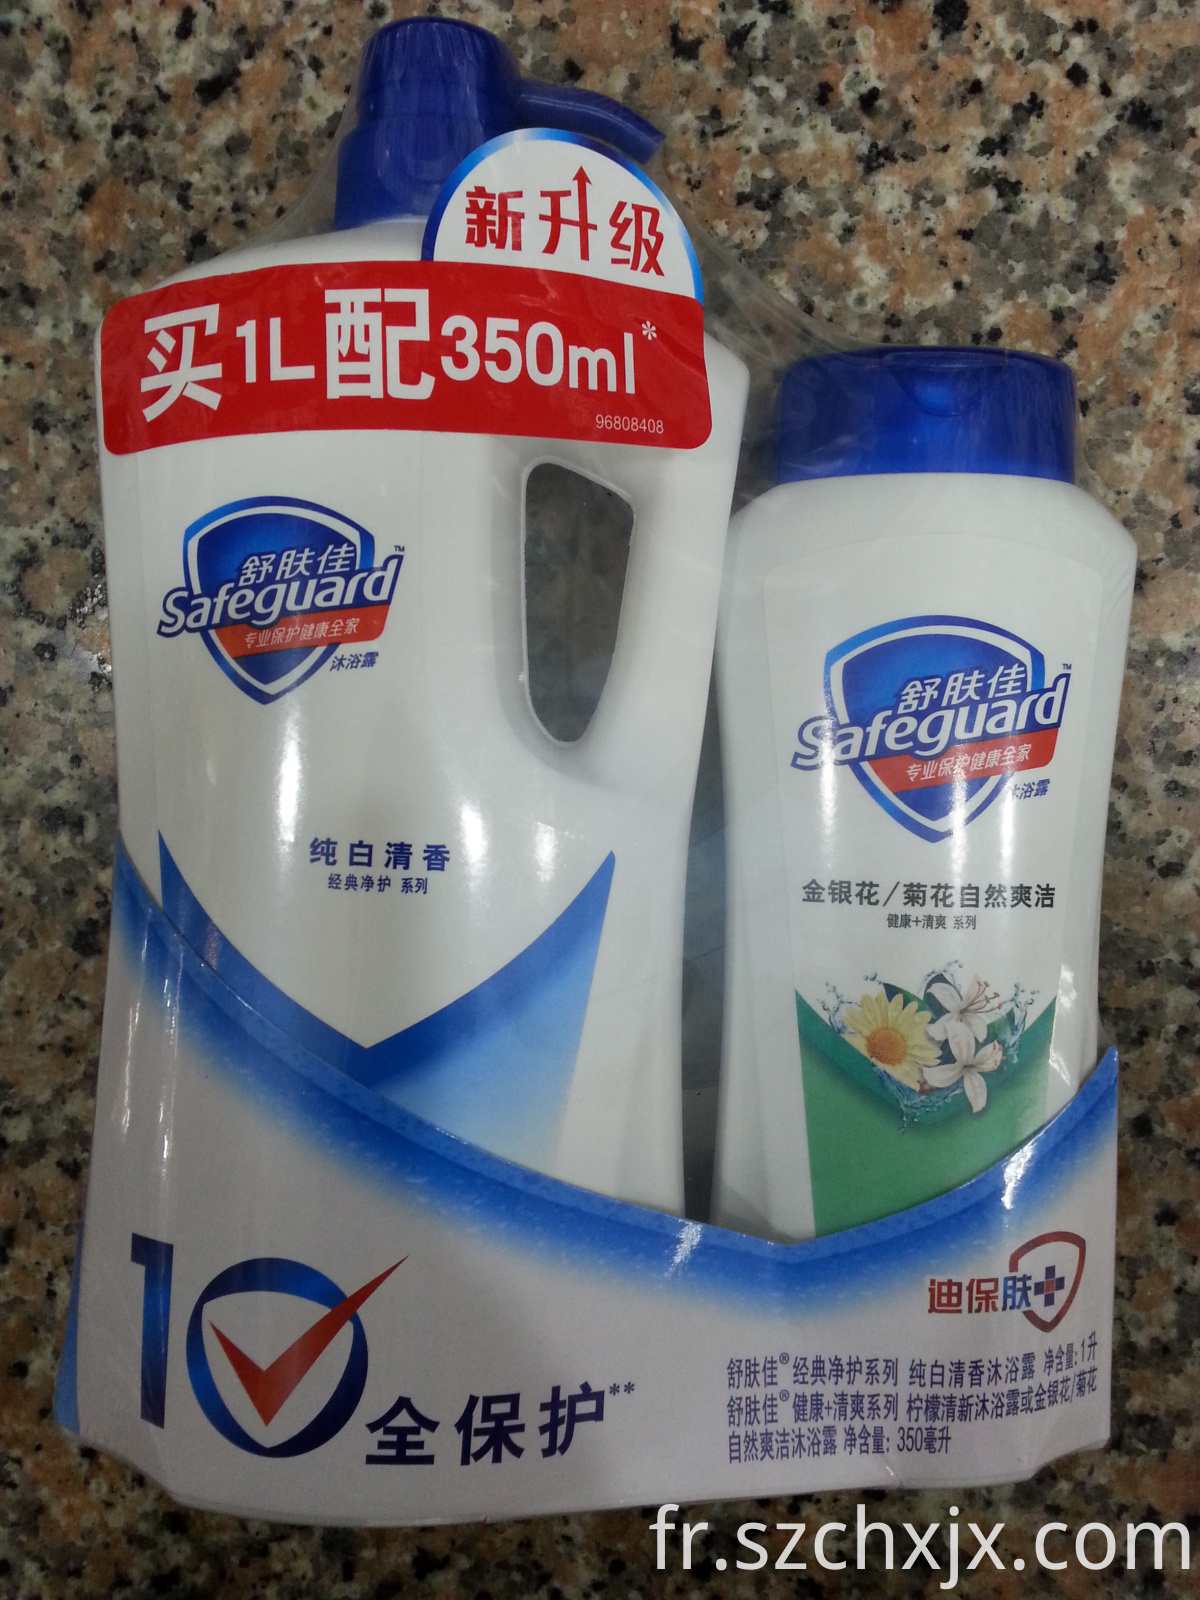 新升级
买1L配350ml*
96808408
舒肤佳™
Safeguard
专业保护健康全家
沐浴露
纯白清香
经典净护 系列
舒肤佳™
Safeguard
专业保护健康全家
沐浴露
金银花/菊花自然爽洁
健康+清爽 系列
10全保护**
迪保肤
舒肤佳®经典净护系列 纯白清香沐浴露 净含量:1升
舒肤佳®健康+清爽系列 柠檬清新沐浴露或金银花/菊花
自然爽洁沐浴露 净含量: 350毫升
fr.szchxjx.com